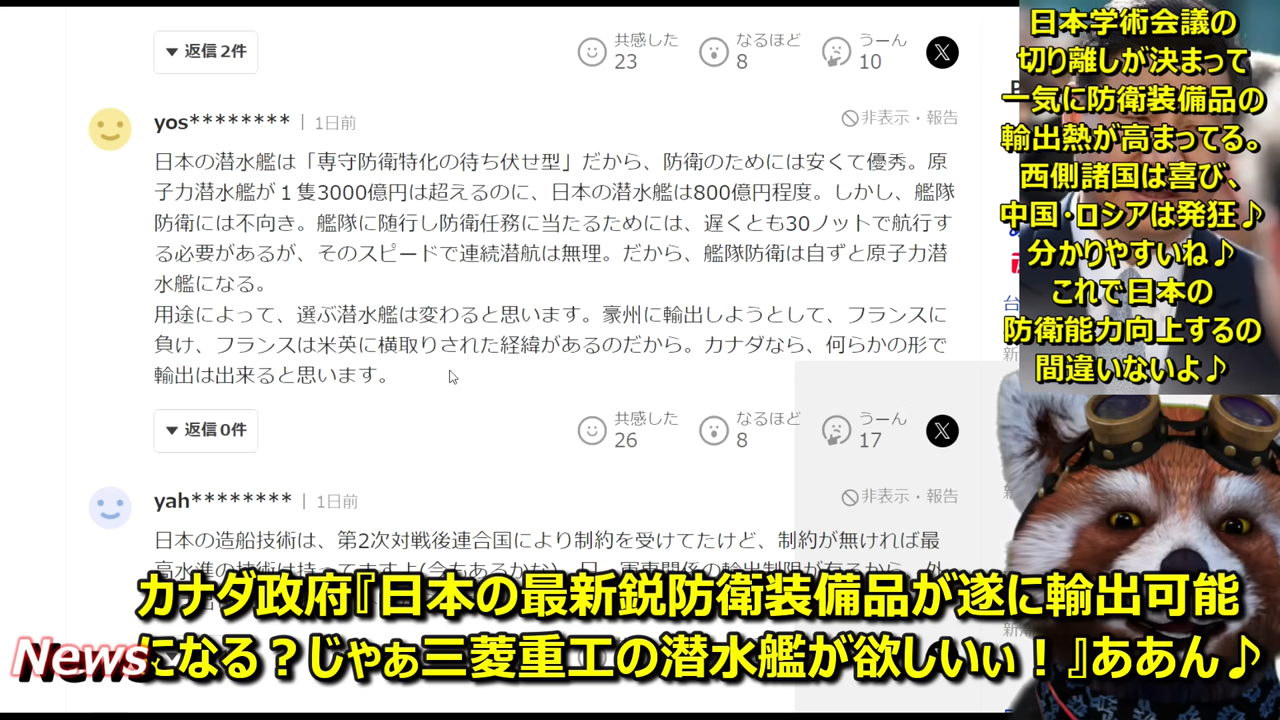 返信2件
共感した
23
なるほど
8
うーん
10
yos******** | 1日前
非表示・報告
日本の潜水艦は「専守防衛特化の待ち伏せ型」だから、防衛のためには安くて優秀。原
子力潜水艦が１隻3000億円は超えるのに、日本の潜水艦は800億円程度。しかし、艦隊
防衛には不向き。艦隊に随行し防衛任務に当たるためには、遅くとも30ノットで航行す
る必要があるが、そのスピードで連続潜航は無理。だから、艦隊防衛は自ずと原子力潜
水艦になる。
用途によって、選ぶ潜水艦は変わると思います。豪州に輸出しようとして、フランスに
負け、フランスは米英に横取りされた経緯があるのだから。カナダなら、何らかの形で
輸出は出来ると思います。
返信0件
共感した
26
なるほど
8
うーん
17
yah******** | 1日前
非表示・報告
日本の造船技術は、第2次対戦後連合国により制約を受けてたけど、制約が無ければ最
日本学術会議の
切り離しが決まって
一気に防衛装備品の
輸出熱が高まってる。
西側諸国は喜び、
中国・ロシアは発狂♪
分かりやすいね♪
これで日本の
防衛能力向上するの
間違いないよ♪
カナダ政府『日本の最新鋭防衛装備品が遂に輸出可能
になる？じゃぁ三菱重工の潜水艦が欲しいぃ！』ああん♪
News